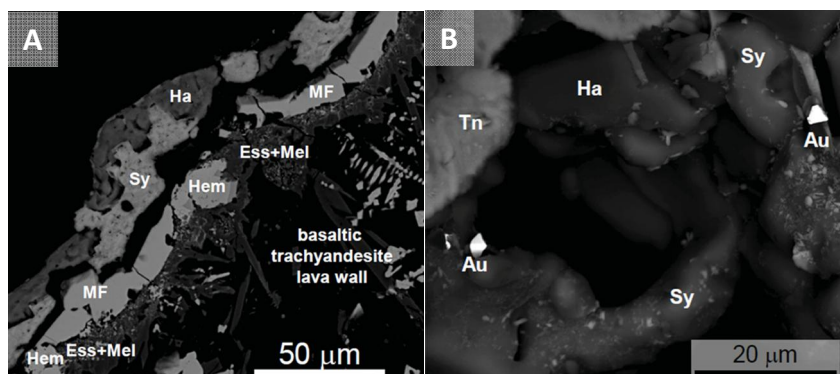 A
MF
Ha
Ess+Mel
Sy
Hem
basaltic
trachyandesite
lava wall
MF
Ess+Mel
Hem
50 μm
B
Sy
Ha
Tn
Au
Au
Sy
20 μm